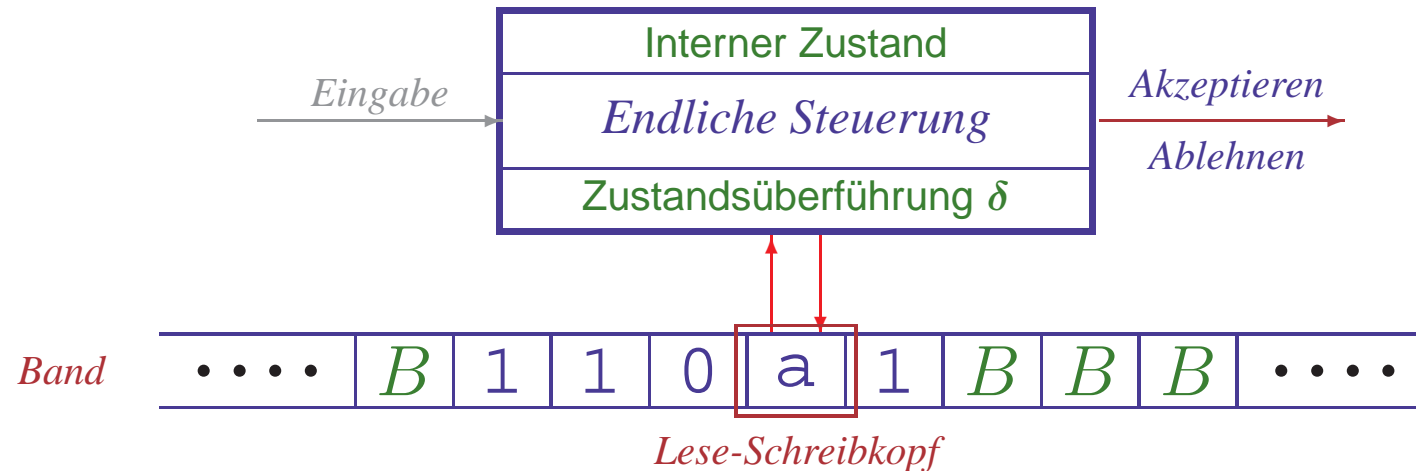 Interner Zustand
Eingabe
Endliche Steuerung
Akzeptieren
Ablehnen
Zustandsüberführung δ
Band
• • • • B 1 1 0 a 1 B B B • • • •
Lese-Schreibkopf